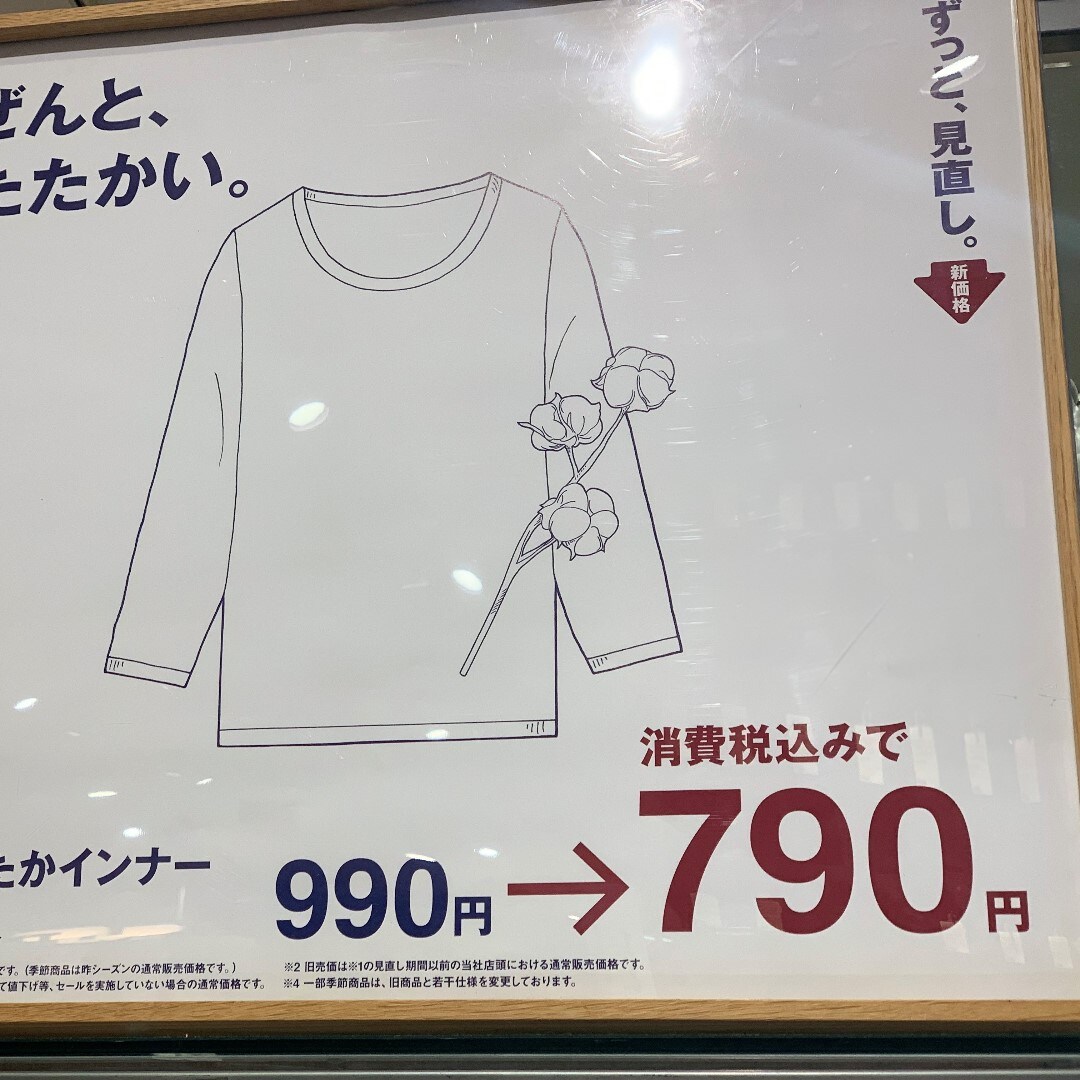 ぜんと、
たたかい。
ずっと、見直し。
新価格
消費税込みで
たかインナー
990円→790円
です。(季節商品は昨シーズンの通常販売価格です。)
※2 旧売価は※1の見直し期間以前の当社店頭における通常販売価格です。
て値下げ等、セールを実施していない場合の通常価格です。
※4 一部季節商品は、旧商品と若干仕様を変更しております。